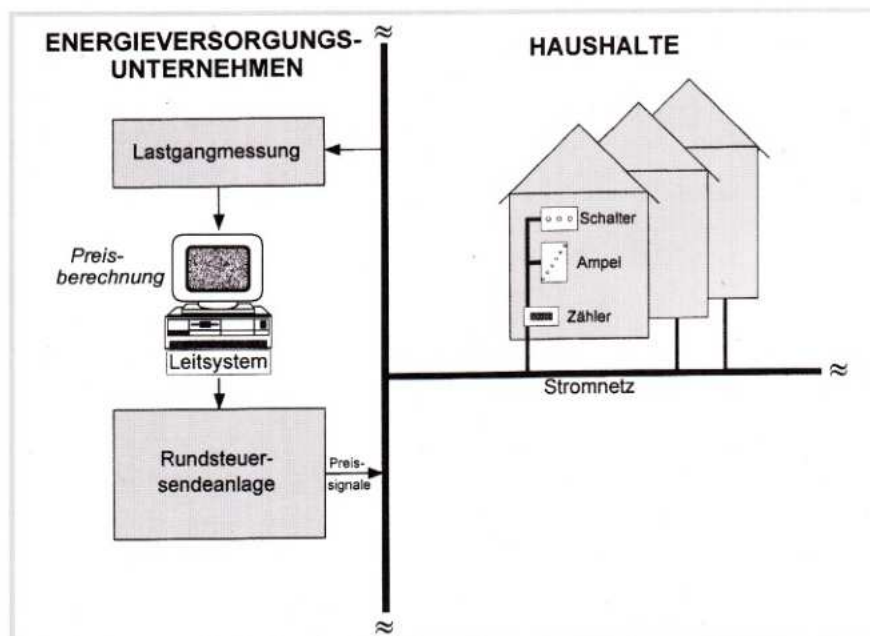 ENERGIEVERSORGUNGS-
UNTERNEHMEN
HAUSHALTE
Lastgangmessung
Preis-
berechnung
Leitsystem
Rundsteuer-
sendeanlage
Preis-
signale
Schalter
Ampel
Zähler
Stromnetz